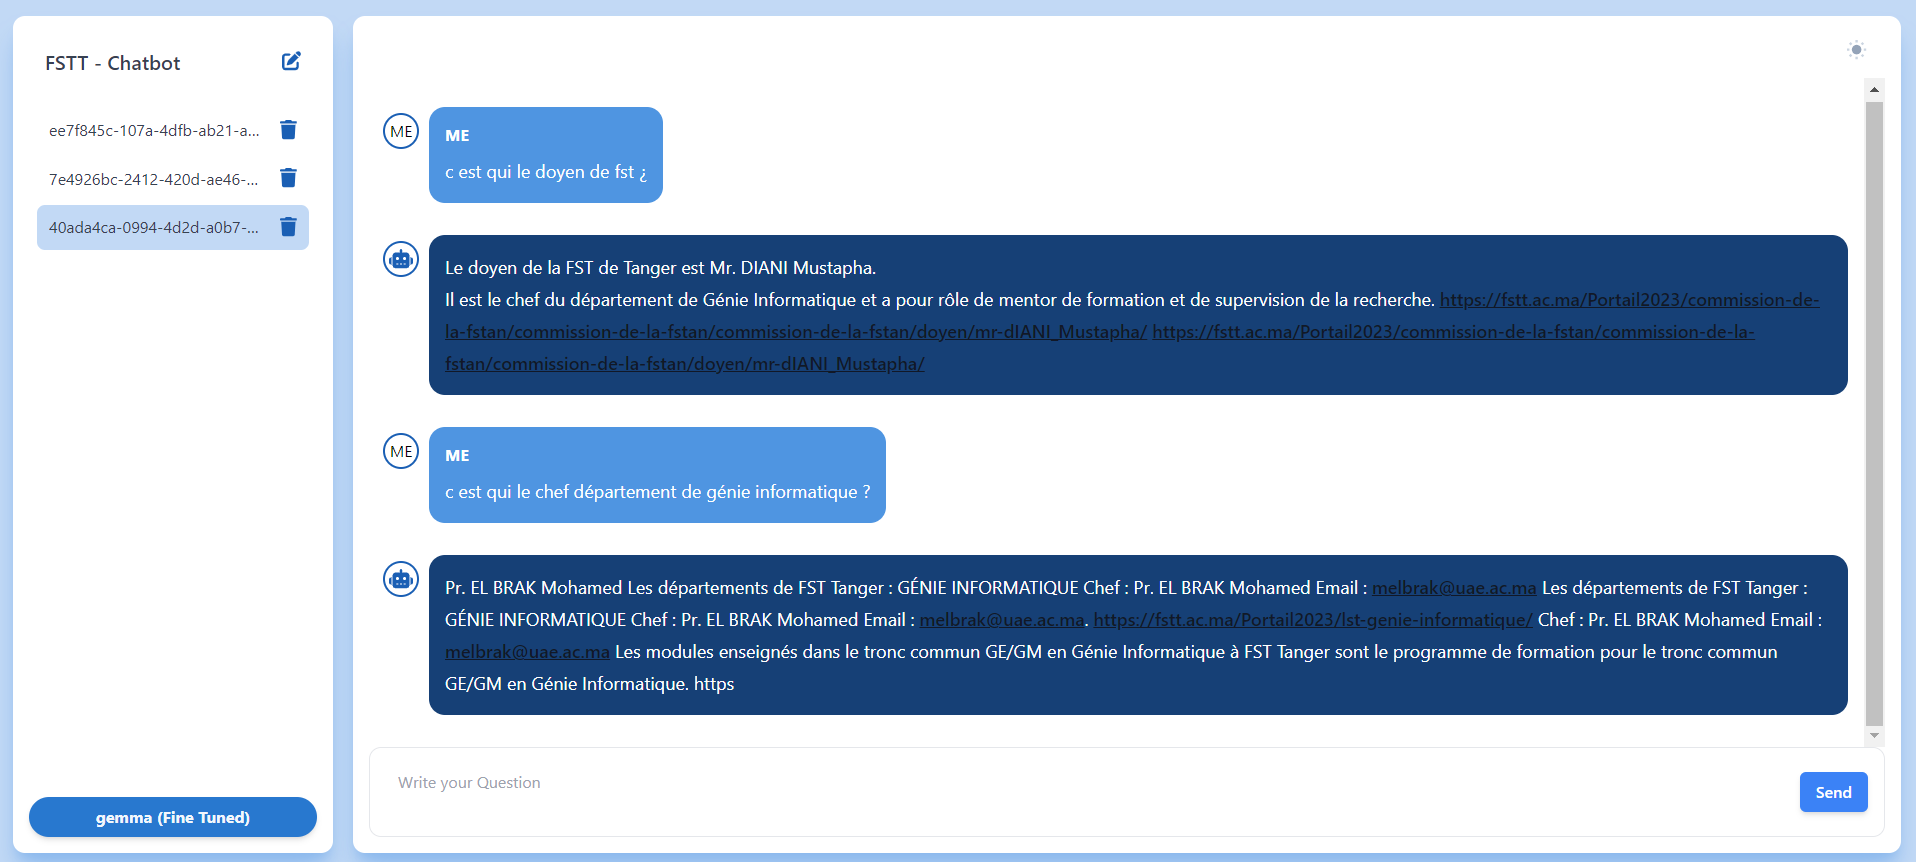 FSTT - Chatbot
ee7f845c-107a-4dfb-ab21-a...
7e4926bc-2412-420d-ae46-...
40ada4ca-0994-4d2d-a0b7-...
gemma (Fine Tuned)
ME
ME
c est qui le doyen de fst ¿
Le doyen de la FST de Tanger est Mr. DIANI Mustapha.
Il est le chef du département de Génie Informatique et a pour rôle de mentor de formation et de supervision de la recherche. https://fstt.ac.ma/Portail2023/commission-de-
la-fstan/commission-de-la-fstan/commission-de-la-fstan/doyen/mr-dIANI_Mustapha/ https://fstt.ac.ma/Portail2023/commission-de-la-fstan/commission-de-la-
fstan/commission-de-la-fstan/doyen/mr-dIANI_Mustapha/
ME
ME
c est qui le chef département de génie informatique ?
Pr. EL BRAK Mohamed Les départements de FST Tanger : GÉNIE INFORMATIQUE Chef : Pr. EL BRAK Mohamed Email : melbrak@uae.ac.ma Les départements de FST Tanger :
GÉNIE INFORMATIQUE Chef : Pr. EL BRAK Mohamed Email : melbrak@uae.ac.ma. https://fstt.ac.ma/Portail2023/lst-genie-informatique/ Chef : Pr. EL BRAK Mohamed Email :
melbrak@uae.ac.ma Les modules enseignés dans le tronc commun GE/GM en Génie Informatique à FST Tanger sont le programme de formation pour le tronc commun
GE/GM en Génie Informatique. https
Write your Question
Send